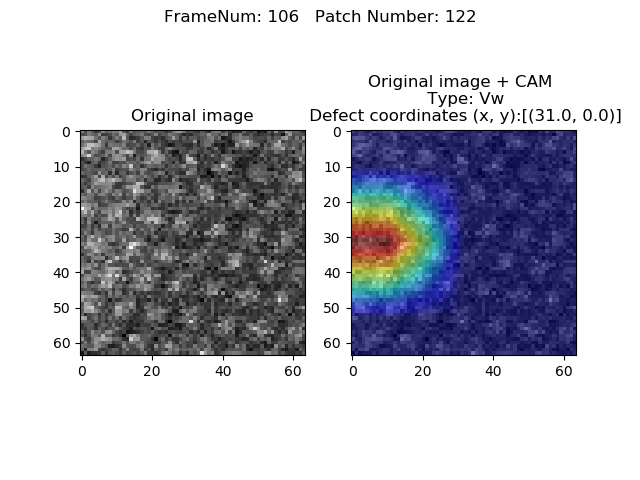 FrameNum: 106   Patch Number: 122
Original image
Original image + CAM
Type: Vw
Defect coordinates (x, y):[(31.0, 0.0)]
0
10
20
30
40
50
60
0 20 40 60
0
10
20
30
40
50
60
0 20 40 60